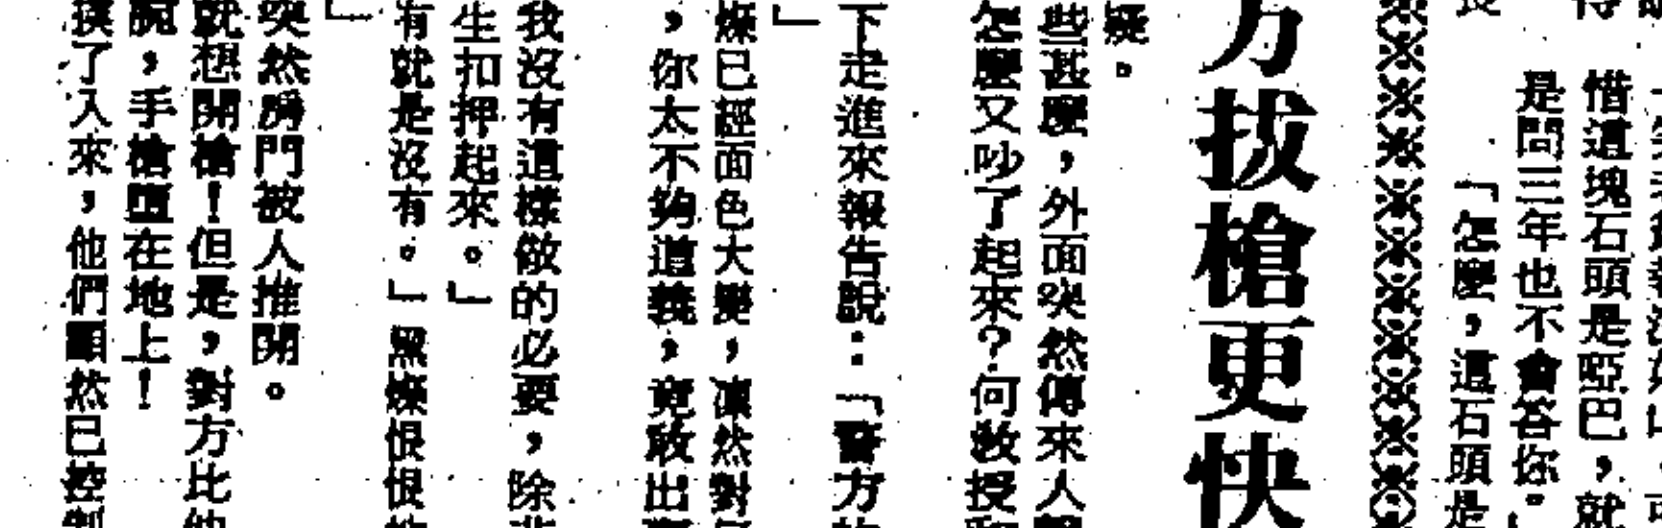 惜這塊石頭是啞巴，就
是問三年也不會答你。
「怎麼，這石頭是
方拔槍更快
疑。
些甚麼，外面突然傳來人聲
怎麼又吵了起來？何教授和
下走進來報告說：「警方
」
燦已經面色大變，凜然對
，你太不夠道義，竟敢出
我沒有這樣做的必要，除非
生扣押起來。」
有就是沒有。」黑燦恨恨
」
突然房門被人推開。
就想開槍！但是，對方比他
腕，手槍墮在地上！
撲了入來，他們顯然已控制